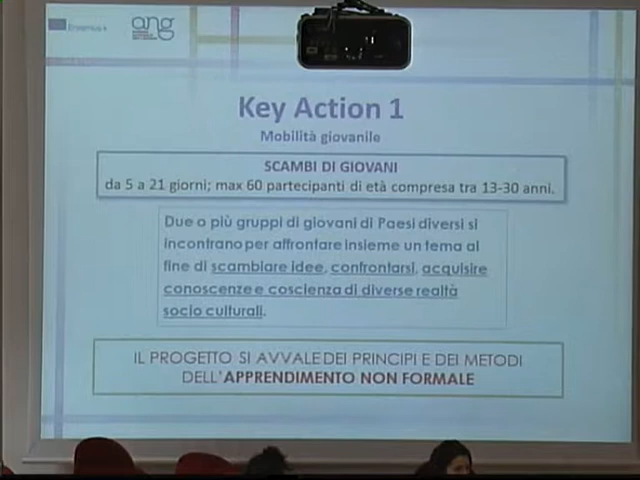 Erasmus+
ang
Key Action 1
Mobilità giovanile
SCAMBI DI GIOVANI
da 5 a 21 giorni; max 60 partecipanti di età compresa tra 13-30 anni.
Due o più gruppi di giovani di Paesi diversi si
incontrano per affrontare insieme un tema al
fine di scambiare idee, confrontarsi, acquisire
conoscenze e coscienza di diverse realtà
socio culturali.
IL PROGETTO SI AVVALE DEI PRINCIPI E DEI METODI
DELL'APPRENDIMENTO NON FORMALE